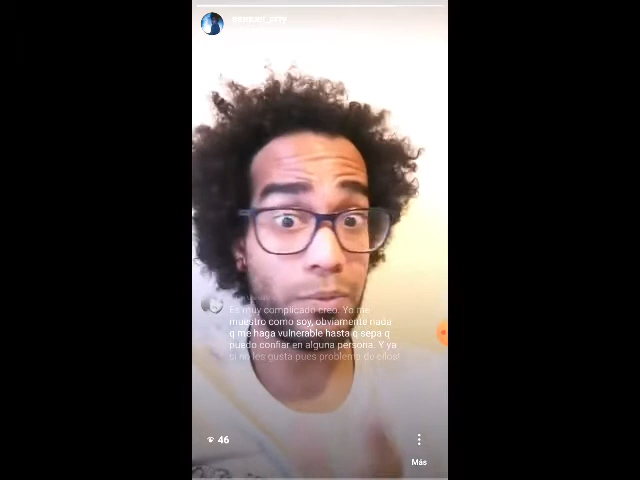 Es muy complicado creo. Yo me
muestro como soy, obviamente nada
q me haga vulnerable hasta q sepa q
puedo confiar en alguna persona. Y ya
si no les gusta pues problema de ellos!
46
Más